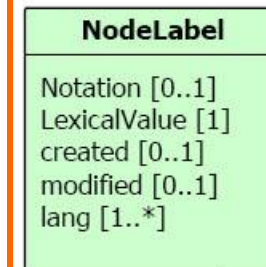 NodeLabel
Notation [0..1]
LexicalValue [1]
created [0..1]
modified [0..1]
lang [1..*]